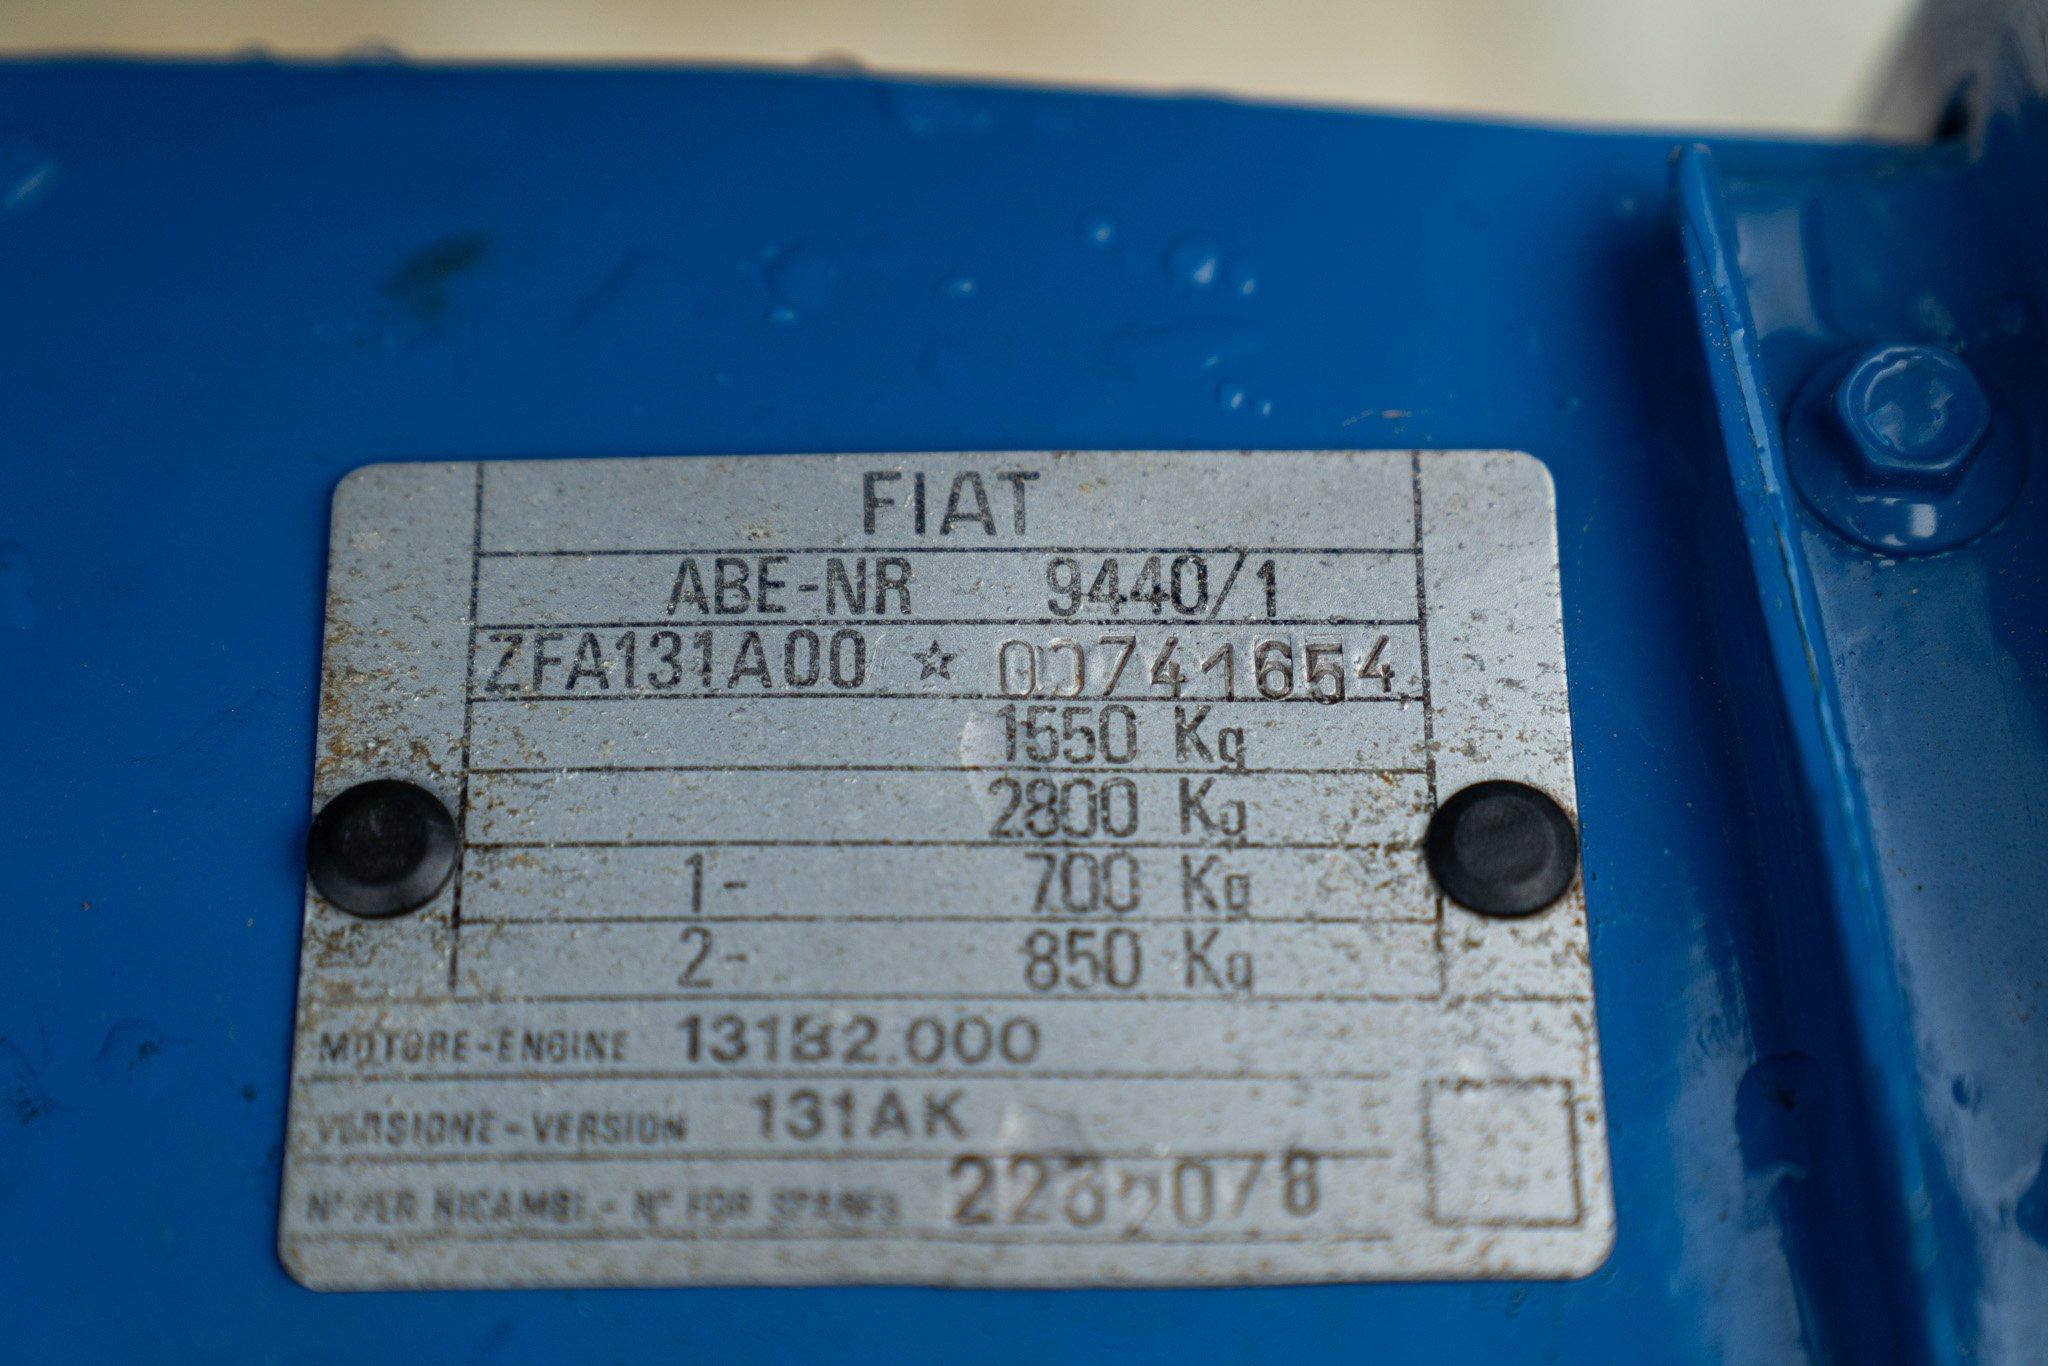 FIAT
ABE-NR 9440/1
ZFA131A00 ☆ 00741654
1550 Kg
2800 Kg
1- 700 Kg
2- 850 Kg
MOTORE-ENGINE 131B2.000
VERSIONE-VERSION 131AK
N° PER RICAMBI - N° FOR SPARES